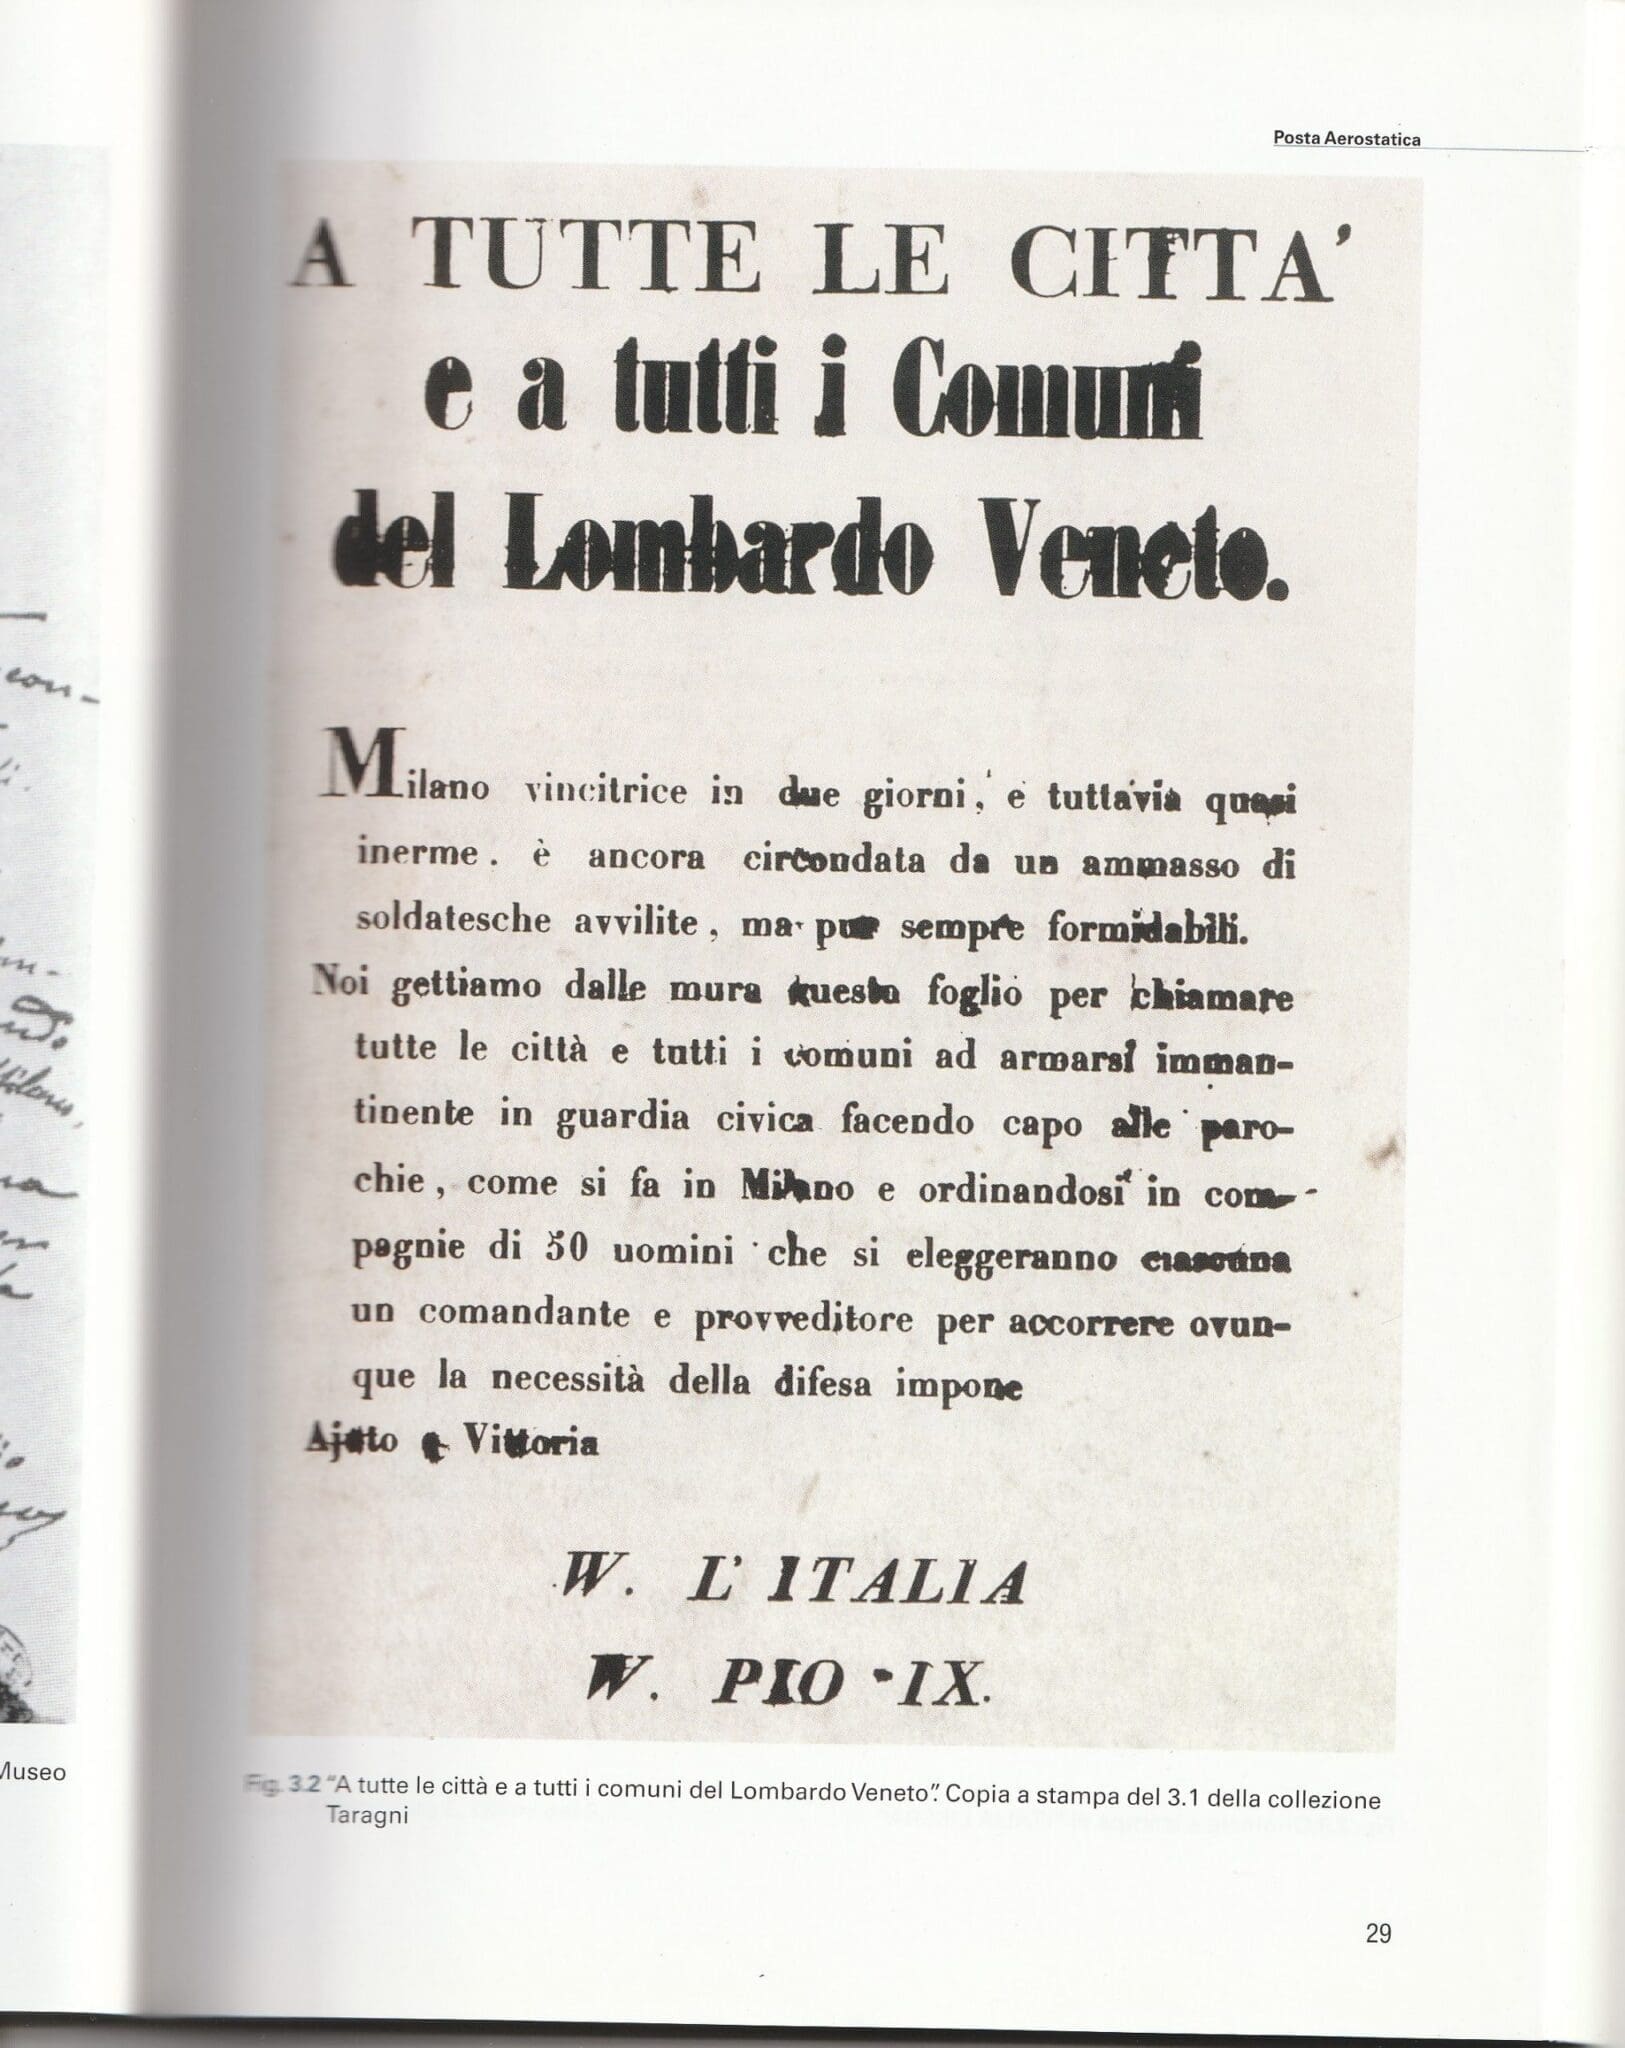 Posta Aerostatica
A TUTTE LE CITTA'
e a tutti i Comuni
del Lombardo Veneto.
Milano vincitrice in due giorni, e tuttavia quasi
inerme. è ancora circondata da un ammasso di
soldatesche avvilite, ma pur sempre formidabili.
Noi gettiamo dalle mura questo foglio per chiamare
tutte le città e tutti i comuni ad armarsi imman-
tinente in guardia civica facendo capo alle paro-
chie, come si fa in Milano e ordinandosi in com-
pagnie di 50 uomini che si eleggeranno ciascuna
un comandante e provveditore per accorrere ovun-
que la necessità della difesa impone
Ajuto e Vittoria
W. L'ITALIA
W. PIO IX.
Fig. 3.2 "A tutte le città e a tutti i comuni del Lombardo Veneto". Copia a stampa del 3.1 della collezione
Taragni
29
con-
Museo